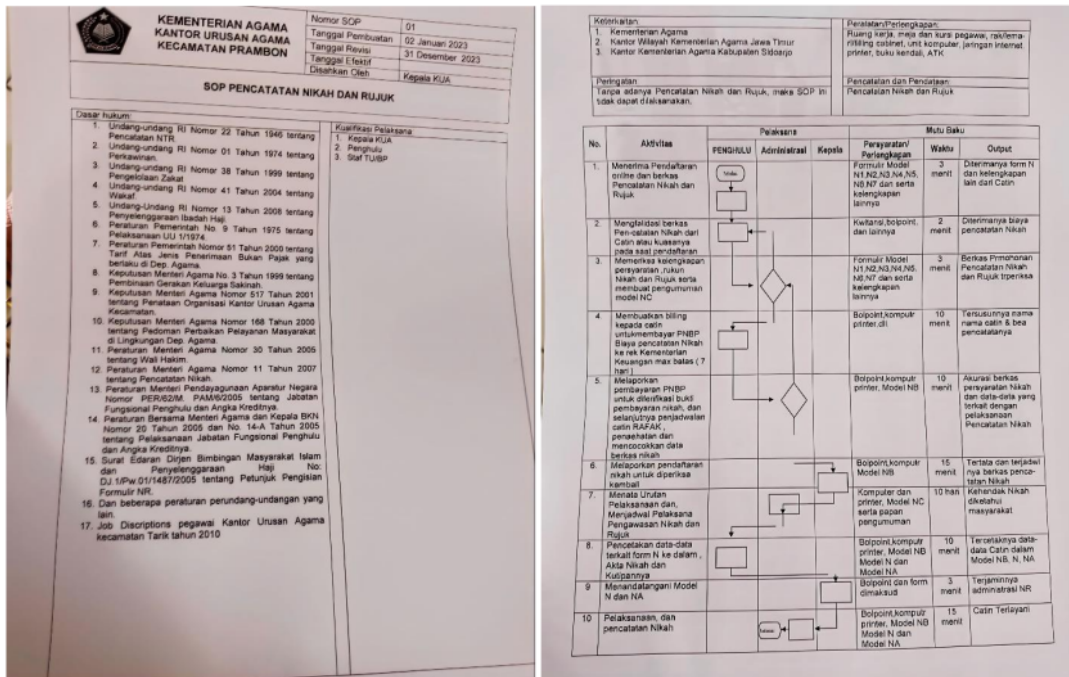 KEMENTERIAN AGAMA
KANTOR URUSAN AGAMA
KECAMATAN PRAMBON
Nomor SOP 01
Tanggal Pembuatan 02 Januari 2023
Tanggal Revisi 31 Desember 2023
Tanggal Efektif
Disahkan Oleh Kepala KUA
SOP PENCATATAN NIKAH DAN RUJUK
Dasar hukum:
1. Undang-undang RI Nomor 22 Tahun 1946 tentang
Pencatatan NTR.
2. Undang-undang RI Nomor 01 Tahun 1974 tentang
Perkawinan.
3. Undang-undang RI Nomor 38 Tahun 1999 tentang
Pengelolaan Zakat
4. Undang-undang RI Nomor 41 Tahun 2004 tentang
Wakaf.
5. Undang-Undang RI Nomor 13 Tahun 2008 tentang
Penyelenggaraan Ibadah Haji.
6. Peraturan Pemerintah No. 9 Tahun 1975 tentang
Pelaksanaan UU 1/1974.
7. Peraturan Pemerintah Nomor 51 Tahun 2000 tentang
Tarif Atas Jenis Penerimaan Bukan Pajak yang
berlaku di Dep. Agama.
8. Keputusan Menteri Agama No. 3 Tahun 1999 tentang
Pembinaan Gerakan Keluarga Sakinah.
9. Keputusan Menteri Agama Nomor 517 Tahun 2001
tentang Penataan Organisasi Kantor Urusan Agama
Kecamatan.
10. Keputusan Menteri Agama Nomor 168 Tahun 2000
tentang Pedoman Perbaikan Pelayanan Masyarakat
di Lingkungan Dep. Agama.
11. Peraturan Menteri Agama Nomor 30 Tahun 2005
tentang Wali Hakim.
12. Peraturan Menteri Agama Nomor 11 Tahun 2007
tentang Pencatatan Nikah.
13. Peraturan Menteri Pendayagunaan Aparatur Negara
Nomor PER/62/M. PAM/6/2005 tentang Jabatan
Fungsional Penghulu dan Angka Kreditnya.
14. Peraturan Bersama Menteri Agama dan Kepala BKN
Nomor 20 Tahun 2005 dan No. 14-A Tahun 2005
tentang Pelaksanaan Jabatan Fungsional Penghulu
dan Angka Kreditnya.
15. Surat Edaran Dirjen Bimbingan Masyarakat Islam
dan Penyelenggaraan Haji No:
DJ.1/Pw.01/1487/2005 tentang Petunjuk Pengisian
Formulir NR.
16. Dan beberapa peraturan perundang-undangan yang
lain.
17. Job Discriptions pegawai Kantor Urusan Agama
kecamatan Tarik tahun 2010
Kualifikasi Pelaksana:
1. Kepala KUA
2. Penghulu
3. Staf TU/BP
Keterkaitan:
1. Kementerian Agama
2. Kantor Wilayah Kementerian Agama Jawa Timur
3. Kantor Kementerian Agama Kabupaten Sidoarjo
Peralatan/Perlengkapan:
Ruang kerja, meja dan kursi pegawai, rak/lemari
filling cabinet, unit komputer, jaringan internet
printer, buku kendali, ATK
Peringatan
Tanpa adanya Pencatatan Nikah dan Rujuk, maka SOP ini
tidak dapat dilaksanakan.
Pencatatan dan Pendataan:
Pencatatan Nikah dan Rujuk
No. Aktivitas Pelaksana Mutu Baku
PENGHULU Administrasi Kepala Persyaratan/ Perlengkapan Waktu Output
1. Menerima Pendaftaran
online dan berkas
Pencatatan Nikah dan
Rujuk
Mulai
Formulir Model
N1,N2,N3,N4,N5,
N6,N7 dan serta
kelengkapan
lainnya
3
menit
Diterimanya form N
dan kelengkapan
lain dari Catin
2. Mengfalidasi berkas
Pen-catatan Nikah dari
Catin atau kuasanya
pada saat pendaftaran
Kwitansi,bolpoint,
dan lainnya
2
menit
Diterimanya biaya
pencatatan Nikah
3. Memeriksa kelengkapan
persyaratan ,rukun
Nikah dan Rujuk serta
membuat pengumuman
model NC
Formulir Model
N1,N2,N3,N4,N5,
N6,N7 dan serta
kelengkapan
lainnya
3
menit
Berkas Prmohonan
Pencatatan Nikah
dan Rujuk trperiksa
4. Membuatkan billing
kepada catin
untukmembayar PNBP
Biaya pencatatan Nikah
ke rek Kementerian
Keuangan max batas ( 7
hari )
Bolpoint,komputr
printer,dll
10
menit
Tersusunnya nama
nama catin & bea
pencatatanya
5. Melaporkan
pembayaran PNBP
untuk diferifikasi bukti
pembayaran nikah, dan
selanjutnya penjadwalan
catin RAFAK ,
penasehatan dan
mencocokkan data
berkas nikah
Bolpoint,komputr
printer, Model NB
10
menit
Akurasi berkas
persyaratan Nikah
dan data-data yang
terkait dengan
pelaksanaan
Pencatatan Nikah
6. Melaporkan pendaftaran
nikah untuk diperiksa
kembali
Bolpoint,komputr
Model NB
15
menit
Tertata dan terjadwl
nya berkas penca-
tatan Nikah
7. Menata Urutan
Pelaksanaan dan,
Menjadwal Pelaksana
Pengawasan Nikah dan
Rujuk
Komputer dan
printer, Model NC
serta papan
pengumuman
10 hari
Kehendak Nikah
diketahui
masyarakat
8. Pencetakan data-data
terkait form N ke dalam ,
Akta Nikah dan
Kutipannya
Bolpoint,komputr
printer, Model NB
Model N dan
Model NA
10
menit
Tercetaknya data-
data Catin dalam
Model NB, N, NA
9 Menandatangani Model
N dan NA
Bolpoint dan form
dimaksud
3
menit
Terjaminnya
administrasi NR
10 Pelaksanaan, dan
pencatatan Nikah
Bolpoint,komputr
printer, Model NB
Model N dan
Model NA
15
menit
Catin Terlayani